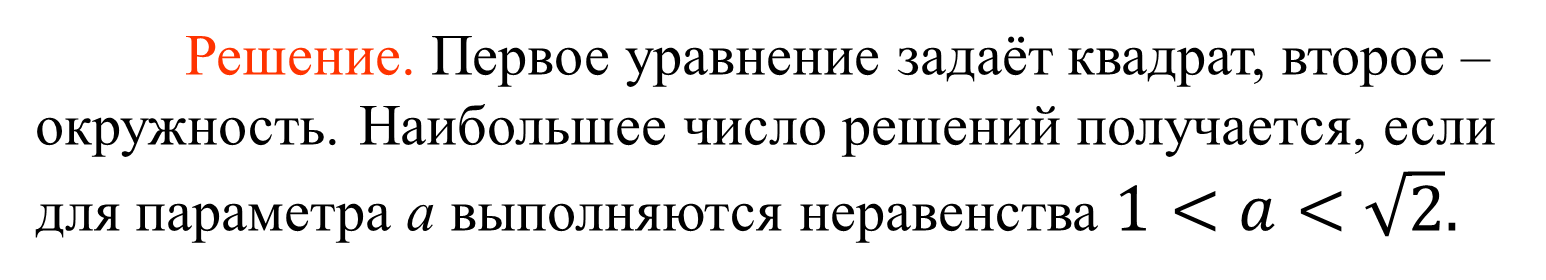 Решение. Первое уравнение задаёт квадрат, второе –
окружность. Наибольшее число решений получается, если
для параметра a выполняются неравенства 1 < a < √2.